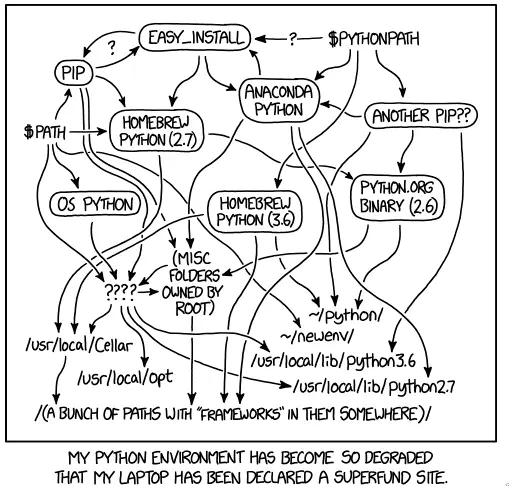 EASY_INSTALL
?
?
$PYTHONPATH
PIP
ANACONDA
PYTHON
ANOTHER PIP??
HOMEBREW
PYTHON (2.7)
$PATH
OS PYTHON
HOMEBREW
PYTHON (3.6)
PYTHON.ORG
BINARY (2.6)
(MISC
FOLDERS
OWNED BY
ROOT)
????
~/python/
~/newenv/
/usr/local/Cellar
/usr/local/opt
/usr/local/lib/python3.6
/usr/local/lib/python2.7
/(A BUNCH OF PATHS WITH "FRAMEWORKS" IN THEM SOMEWHERE)/
MY PYTHON ENVIRONMENT HAS BECOME SO DEGRADED
THAT MY LAPTOP HAS BEEN DECLARED A SUPERFUND SITE.